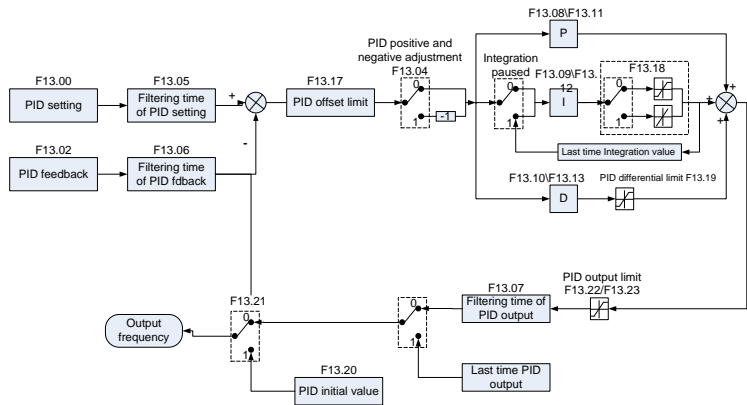 F13.08\F13.11
P
PID positive and
negative adjustment
F13.04
0
1
-1
Integration
paused
0
1
F13.09\F13.
12
I
F13.18
0
1
+
+
+
F13.00
PID setting
F13.05
Filtering time
of PID setting
+
-
F13.17
PID offset limit
Last time Integration value
F13.02
PID feedback
F13.06
Filtering time
of PID fdback
F13.10\F13.13
D
PID differential limit F13.19
PID output limit
F13.22/F13.23
F13.07
Filtering time of
PID output
0
1
Last time PID
output
F13.21
0
1
Output
frequency
F13.20
PID initial value